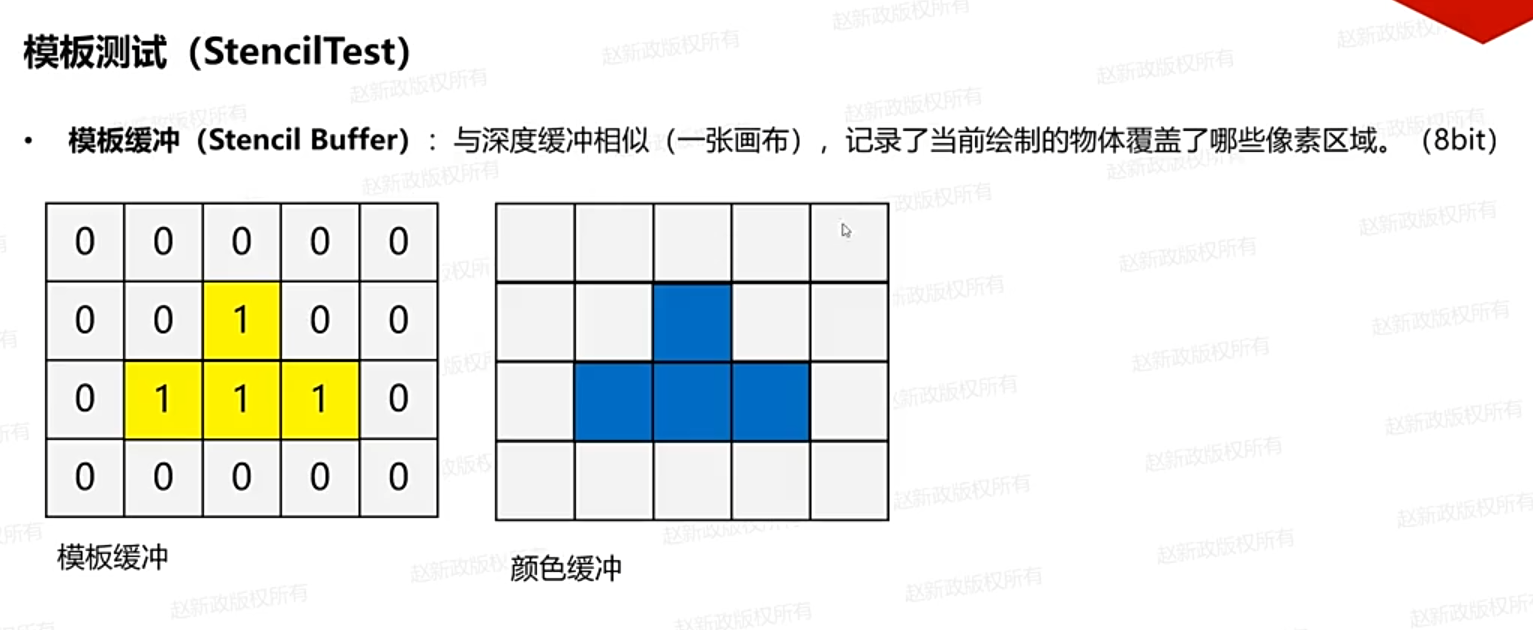 模板测试（StencilTest）
• 模板缓冲（Stencil Buffer）：与深度缓冲相似（一张画布），记录了当前绘制的物体覆盖了哪些像素区域。（8bit）
0 0 0 0 0
0 0 1 0 0
0 1 1 1 0
0 0 0 0 0
模板缓冲
颜色缓冲
赵新政版权所有